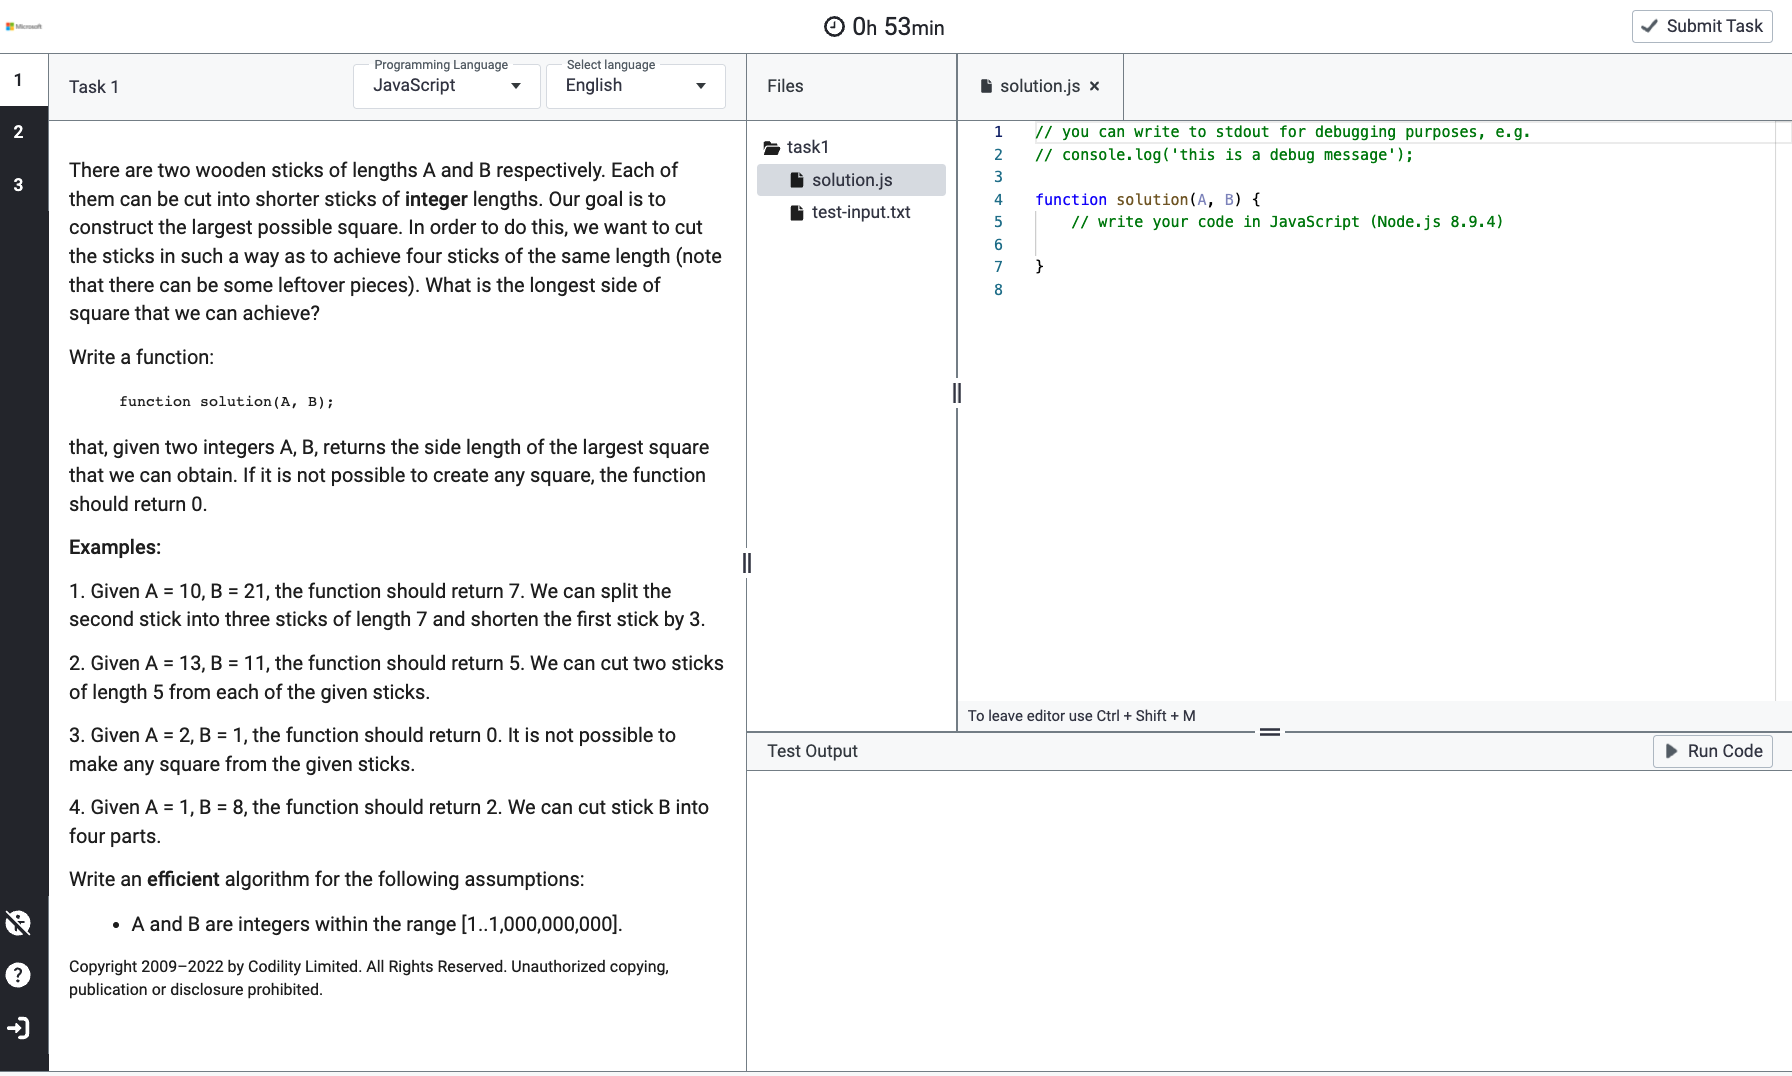 Microsoft
0h 53min
Submit Task
1
2
3
Task 1
Programming Language
JavaScript
Select language
English
There are two wooden sticks of lengths A and B respectively. Each of
them can be cut into shorter sticks of integer lengths. Our goal is to
construct the largest possible square. In order to do this, we want to cut
the sticks in such a way as to achieve four sticks of the same length (note
that there can be some leftover pieces). What is the longest side of
square that we can achieve?
Write a function:
function solution(A, B);
that, given two integers A, B, returns the side length of the largest square
that we can obtain. If it is not possible to create any square, the function
should return 0.
Examples:
1. Given A = 10, B = 21, the function should return 7. We can split the
second stick into three sticks of length 7 and shorten the first stick by 3.
2. Given A = 13, B = 11, the function should return 5. We can cut two sticks
of length 5 from each of the given sticks.
3. Given A = 2, B = 1, the function should return 0. It is not possible to
make any square from the given sticks.
4. Given A = 1, B = 8, the function should return 2. We can cut stick B into
four parts.
Write an efficient algorithm for the following assumptions:
• A and B are integers within the range [1..1,000,000,000].
Copyright 2009–2022 by Codility Limited. All Rights Reserved. Unauthorized copying,
publication or disclosure prohibited.
Files
task1
solution.js
test-input.txt
solution.js ×
1 // you can write to stdout for debugging purposes, e.g.
2 // console.log('this is a debug message');
3
4 function solution(A, B) {
5 // write your code in JavaScript (Node.js 8.9.4)
6
7 }
8
To leave editor use Ctrl + Shift + M
Test Output
Run Code